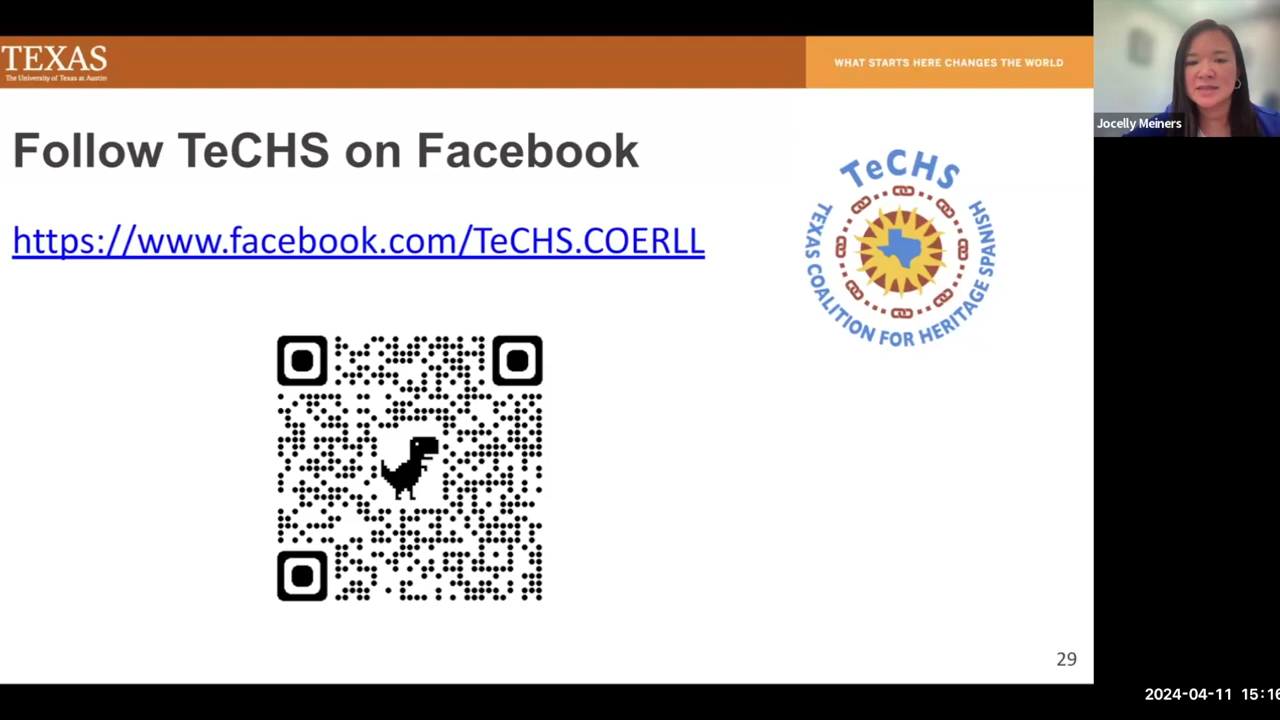 TEXAS
The University of Texas at Austin
WHAT STARTS HERE CHANGES THE WORLD
Jocelly Meiners
Follow TeCHS on Facebook
https://www.facebook.com/TeCHS.COERLL
TeCHS
TEXAS COALITION FOR HERITAGE SPANISH
29
2024-04-11 15:16